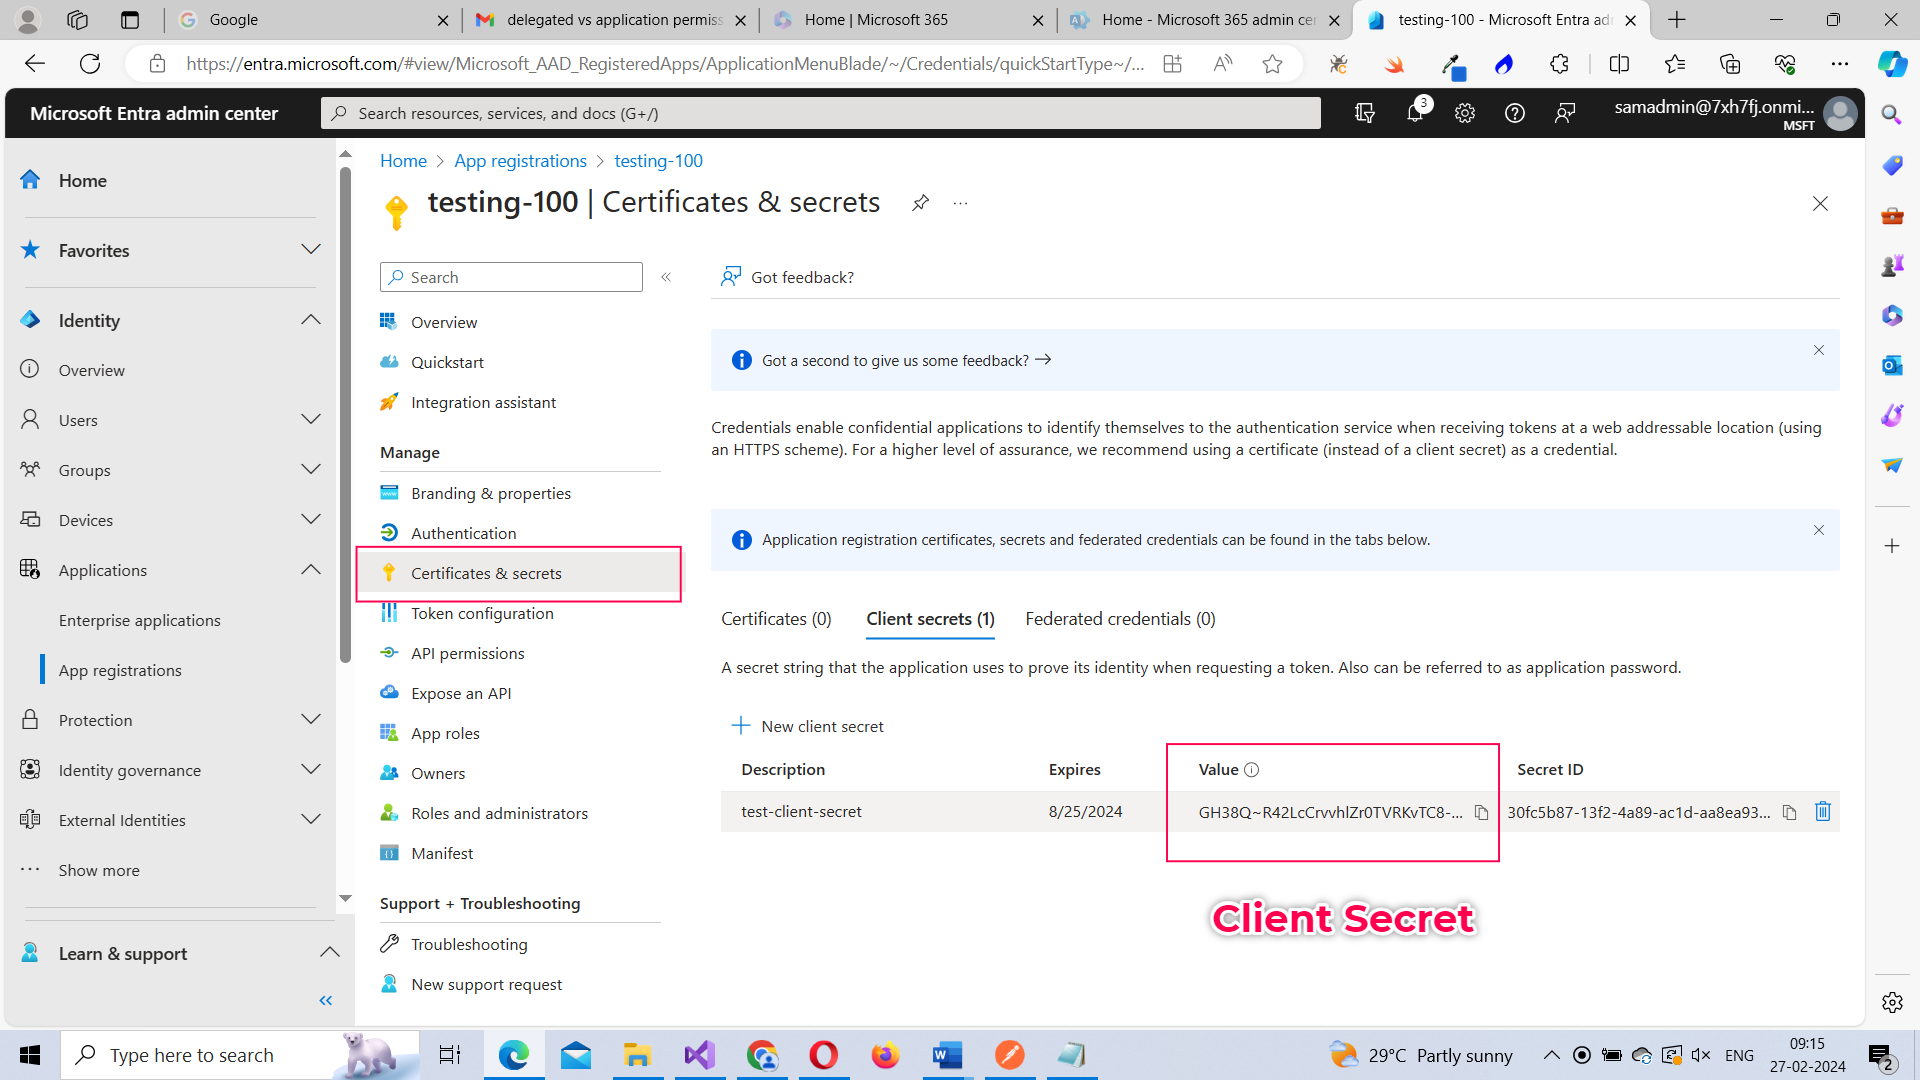 Google
delegated vs application permiss
Home | Microsoft 365
Home - Microsoft 365 admin cen
testing-100 - Microsoft Entra adm
https://entra.microsoft.com/#view/Microsoft_AAD_RegisteredApps/ApplicationMenuBlade/~/Credentials/quickStartType~/...
Microsoft Entra admin center
Search resources, services, and docs (G+/)
3
samadmin@7xh7fj.onmi...
MSFT
Home
Favorites
Identity
Overview
Users
Groups
Devices
Applications
Enterprise applications
App registrations
Protection
Identity governance
External Identities
Show more
Learn & support
Home > App registrations > testing-100
testing-100 | Certificates & secrets
Search
Overview
Quickstart
Integration assistant
Manage
Branding & properties
Authentication
Certificates & secrets
Token configuration
API permissions
Expose an API
App roles
Owners
Roles and administrators
Manifest
Support + Troubleshooting
Troubleshooting
New support request
Got feedback?
Got a second to give us some feedback?
Credentials enable confidential applications to identify themselves to the authentication service when receiving tokens at a web addressable location (using
an HTTPS scheme). For a higher level of assurance, we recommend using a certificate (instead of a client secret) as a credential.
Application registration certificates, secrets and federated credentials can be found in the tabs below.
Certificates (0) Client secrets (1) Federated credentials (0)
A secret string that the application uses to prove its identity when requesting a token. Also can be referred to as application password.
New client secret
Description Expires Value Secret ID
test-client-secret 8/25/2024 GH38Q~R42LcCrvvhlZr0TVRKvTC8-... 30fc5b87-13f2-4a89-ac1d-aa8ea93...
Client Secret
Type here to search
29°C Partly sunny
ENG
09:15
27-02-2024
2